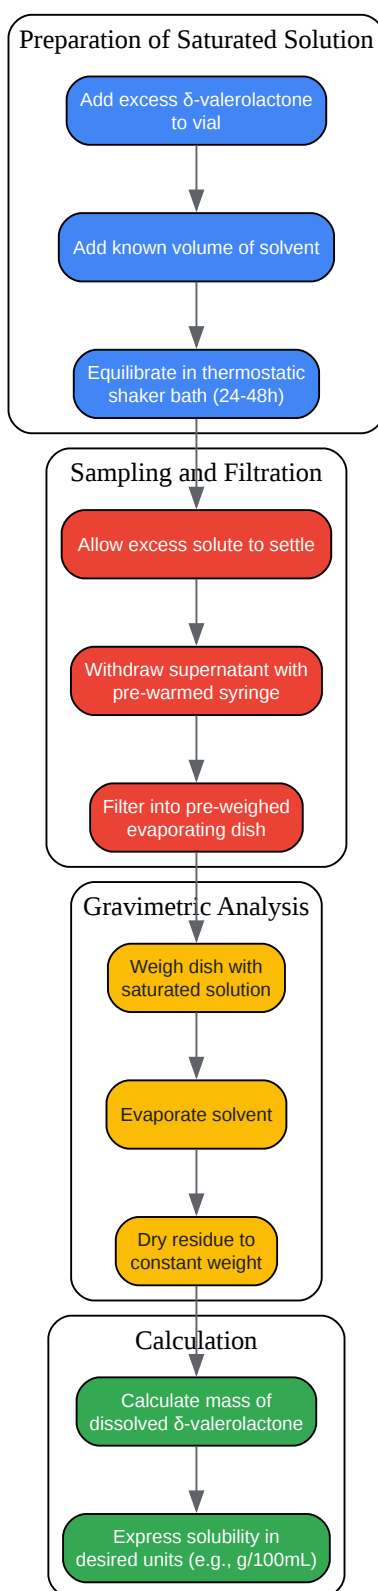 Preparation of Saturated Solution
Add excess δ-valerolactone
to vial
Add known volume of solvent
Equilibrate in thermostatic
shaker bath (24-48h)
Sampling and Filtration
Allow excess solute to settle
Withdraw supernatant with
pre-warmed syringe
Filter into pre-weighed
evaporating dish
Gravimetric Analysis
Weigh dish with
saturated solution
Evaporate solvent
Dry residue to
constant weight
Calculation
Calculate mass of
dissolved δ-valerolactone
Express solubility in
desired units (e.g., g/100mL)